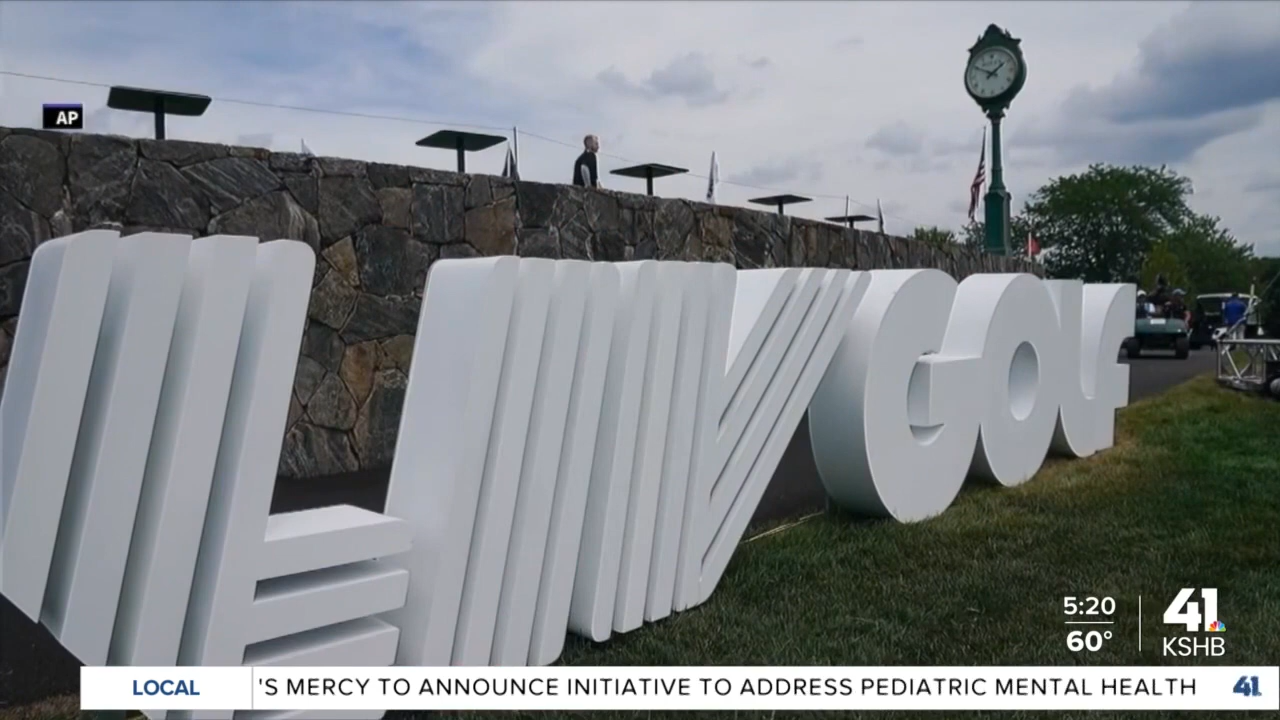 AP
LIV GOLF
5:20
60°
41
KSHB
LOCAL
'S MERCY TO ANNOUNCE INITIATIVE TO ADDRESS PEDIATRIC MENTAL HEALTH
41